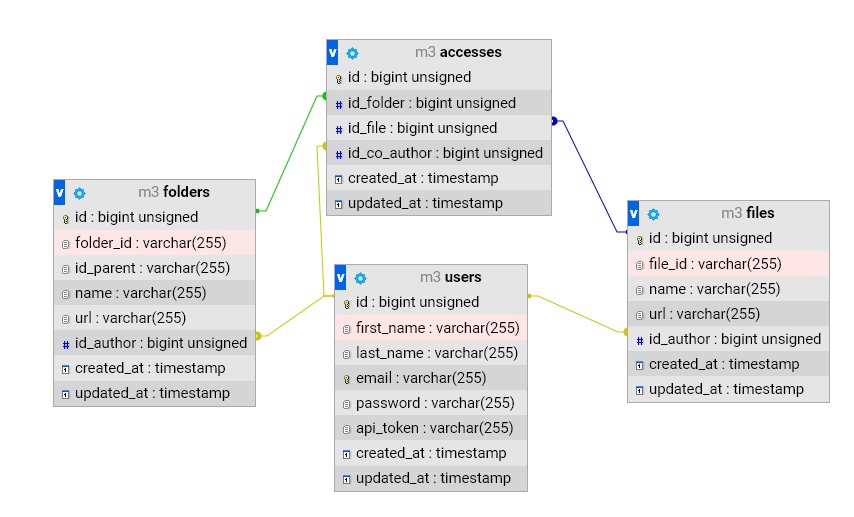 v m3 accesses
id : bigint unsigned
# id_folder : bigint unsigned
# id_file : bigint unsigned
# id_co_author : bigint unsigned
created_at : timestamp
updated_at : timestamp
v m3 folders
id : bigint unsigned
folder_id : varchar(255)
id_parent : varchar(255)
name : varchar(255)
url : varchar(255)
# id_author : bigint unsigned
created_at : timestamp
updated_at : timestamp
v m3 users
id : bigint unsigned
first_name : varchar(255)
last_name : varchar(255)
email : varchar(255)
password : varchar(255)
api_token : varchar(255)
created_at : timestamp
updated_at : timestamp
v m3 files
id : bigint unsigned
file_id : varchar(255)
name : varchar(255)
url : varchar(255)
# id_author : bigint unsigned
created_at : timestamp
updated_at : timestamp